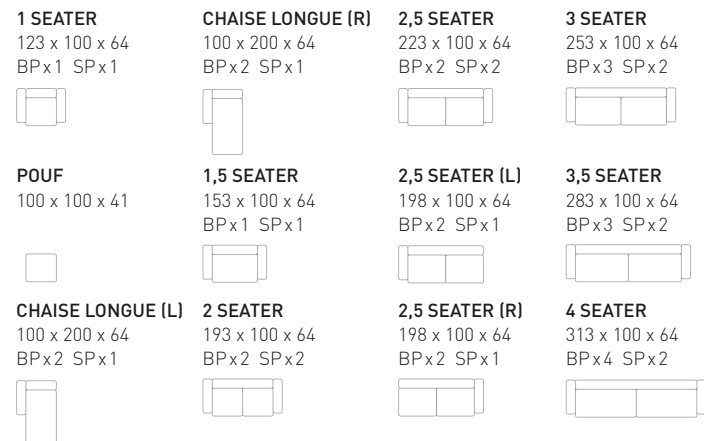 1 SEATER
123 x 100 x 64
BPx1 SPx1
POUF
100 x 100 x 41
CHAISE LONGUE (L)
100 x 200 x 64
BPx2 SPx1
CHAISE LONGUE (R)
100 x 200 x 64
BPx2 SPx1
1,5 SEATER
153 x 100 x 64
BPx1 SPx1
2 SEATER
193 x 100 x 64
BPx2 SPx2
2,5 SEATER
223 x 100 x 64
BPx2 SPx2
2,5 SEATER (L)
198 x 100 x 64
BPx2 SPx1
2,5 SEATER (R)
198 x 100 x 64
BPx2 SPx1
3 SEATER
253 x 100 x 64
BPx3 SPx2
3,5 SEATER
283 x 100 x 64
BPx3 SPx2
4 SEATER
313 x 100 x 64
BPx4 SPx2